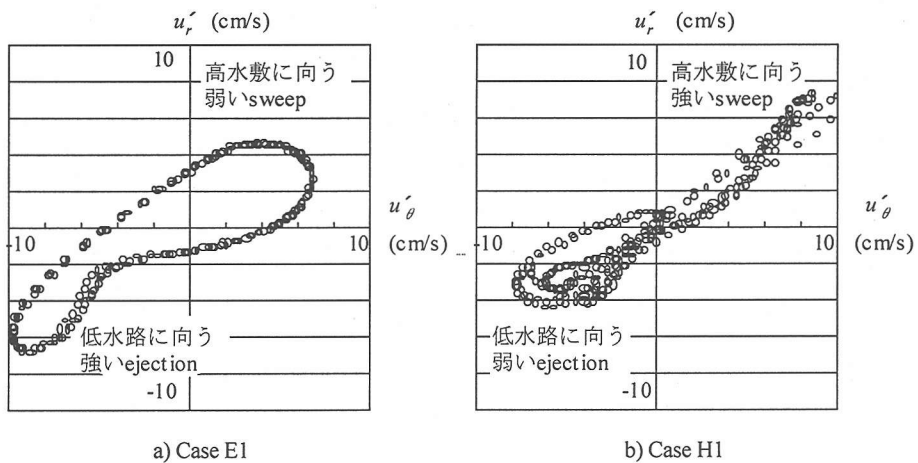 u′r (cm/s)
10
高水敷に向う
弱いsweep
u′θ
-10
10
(cm/s)
低水路に向う
強いejection
-10
a) Case E1
u′r (cm/s)
10
高水敷に向う
強いsweep
u′θ
-10
10
(cm/s)
低水路に向う
弱いejection
-10
b) Case H1